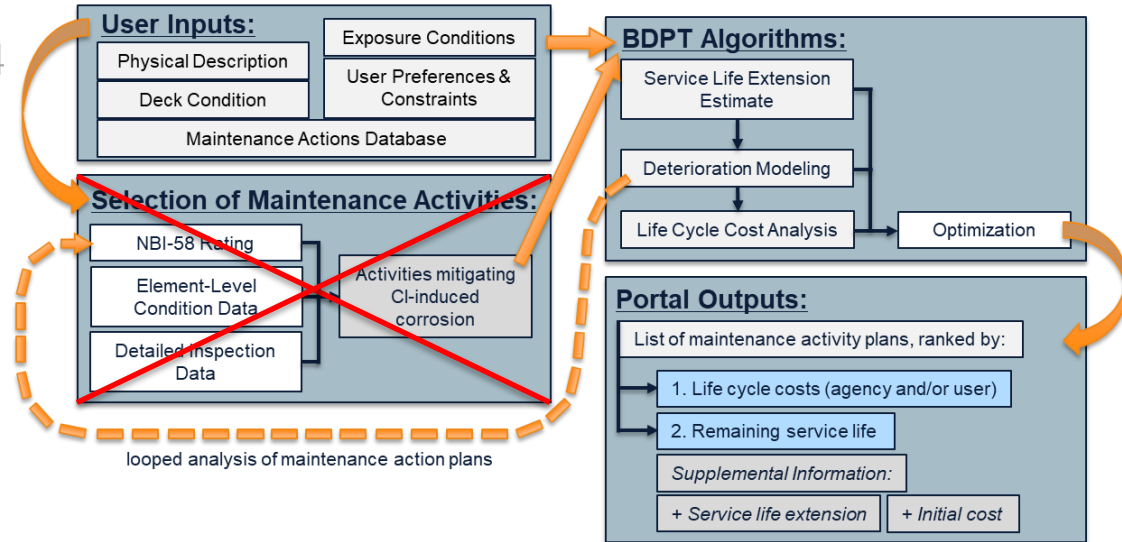 User Inputs:
Physical Description
Exposure Conditions
Deck Condition
User Preferences &
Constraints
Maintenance Actions Database
Selection of Maintenance Activities:
NBI-58 Rating
Element-Level
Condition Data
Detailed Inspection
Data
Activities mitigating
Cl-induced
corrosion
looped analysis of maintenance action plans
BDPT Algorithms:
Service Life Extension
Estimate
Deterioration Modeling
Life Cycle Cost Analysis
Optimization
Portal Outputs:
List of maintenance activity plans, ranked by:
1. Life cycle costs (agency and/or user)
2. Remaining service life
Supplemental Information:
+ Service life extension
+ Initial cost